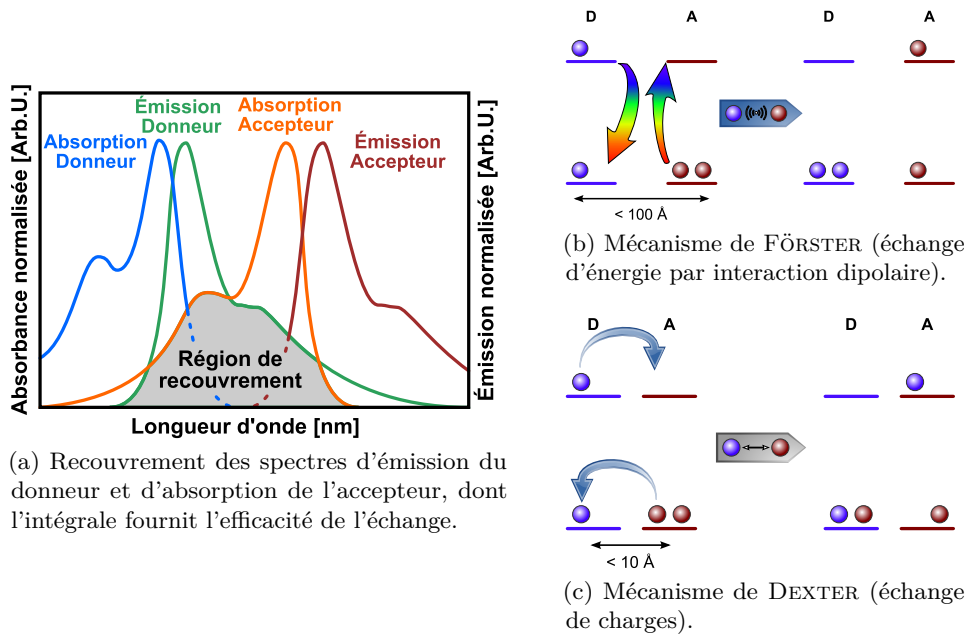 Absorbance normalisée [Arb.U.]
Absorption
Donneur
Émission
Donneur
Absorption
Accepteur
Émission
Accepteur
Émission normalisée [Arb.U.]
Région de
recouvrement
Longueur d'onde [nm]
(a) Recouvrement des spectres d'émission du
donneur et d'absorption de l'accepteur, dont
l'intégrale fournit l'efficacité de l'échange.
D A D A
< 100 Å
(b) Mécanisme de FÖRSTER (échange
d'énergie par interaction dipolaire).
D A D A
< 10 Å
(c) Mécanisme de DEXTER (échange
de charges).